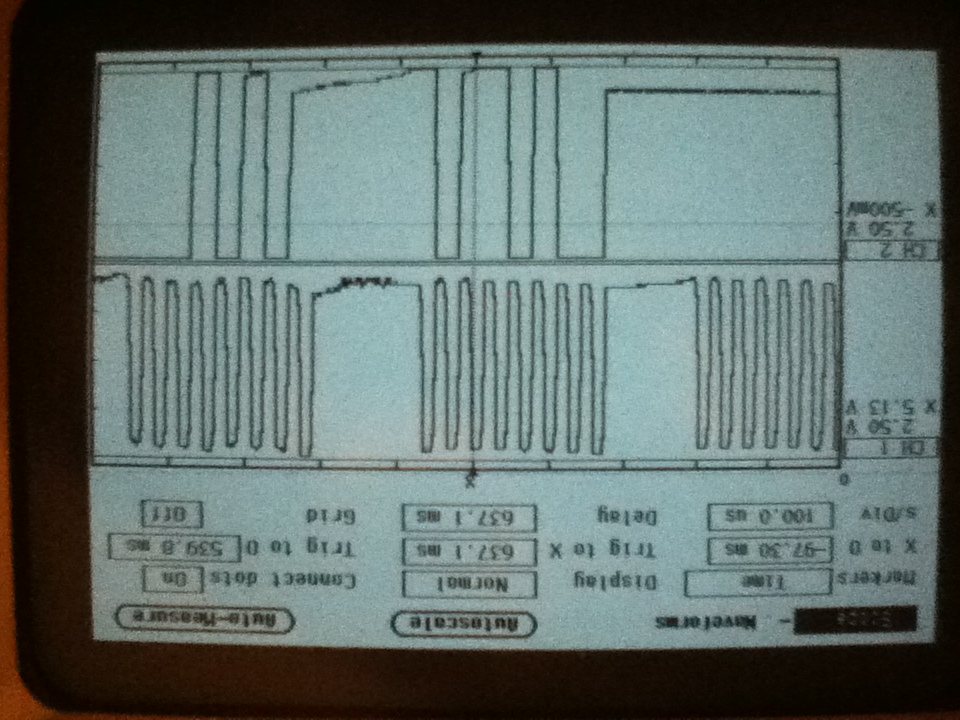 Scope - Waveforms Autoscale Auto-Measure
Markers Time Display Normal Connect dots On
X to O -97.30 ms Trig to X 637.1 ms Trig to O 539.8 ms
s/Div 100.0 us Delay 637.1 ms Grid Off
O X
CH 1
2.50 V
X 5.13 V
CH 2
2.50 V
X -500mV